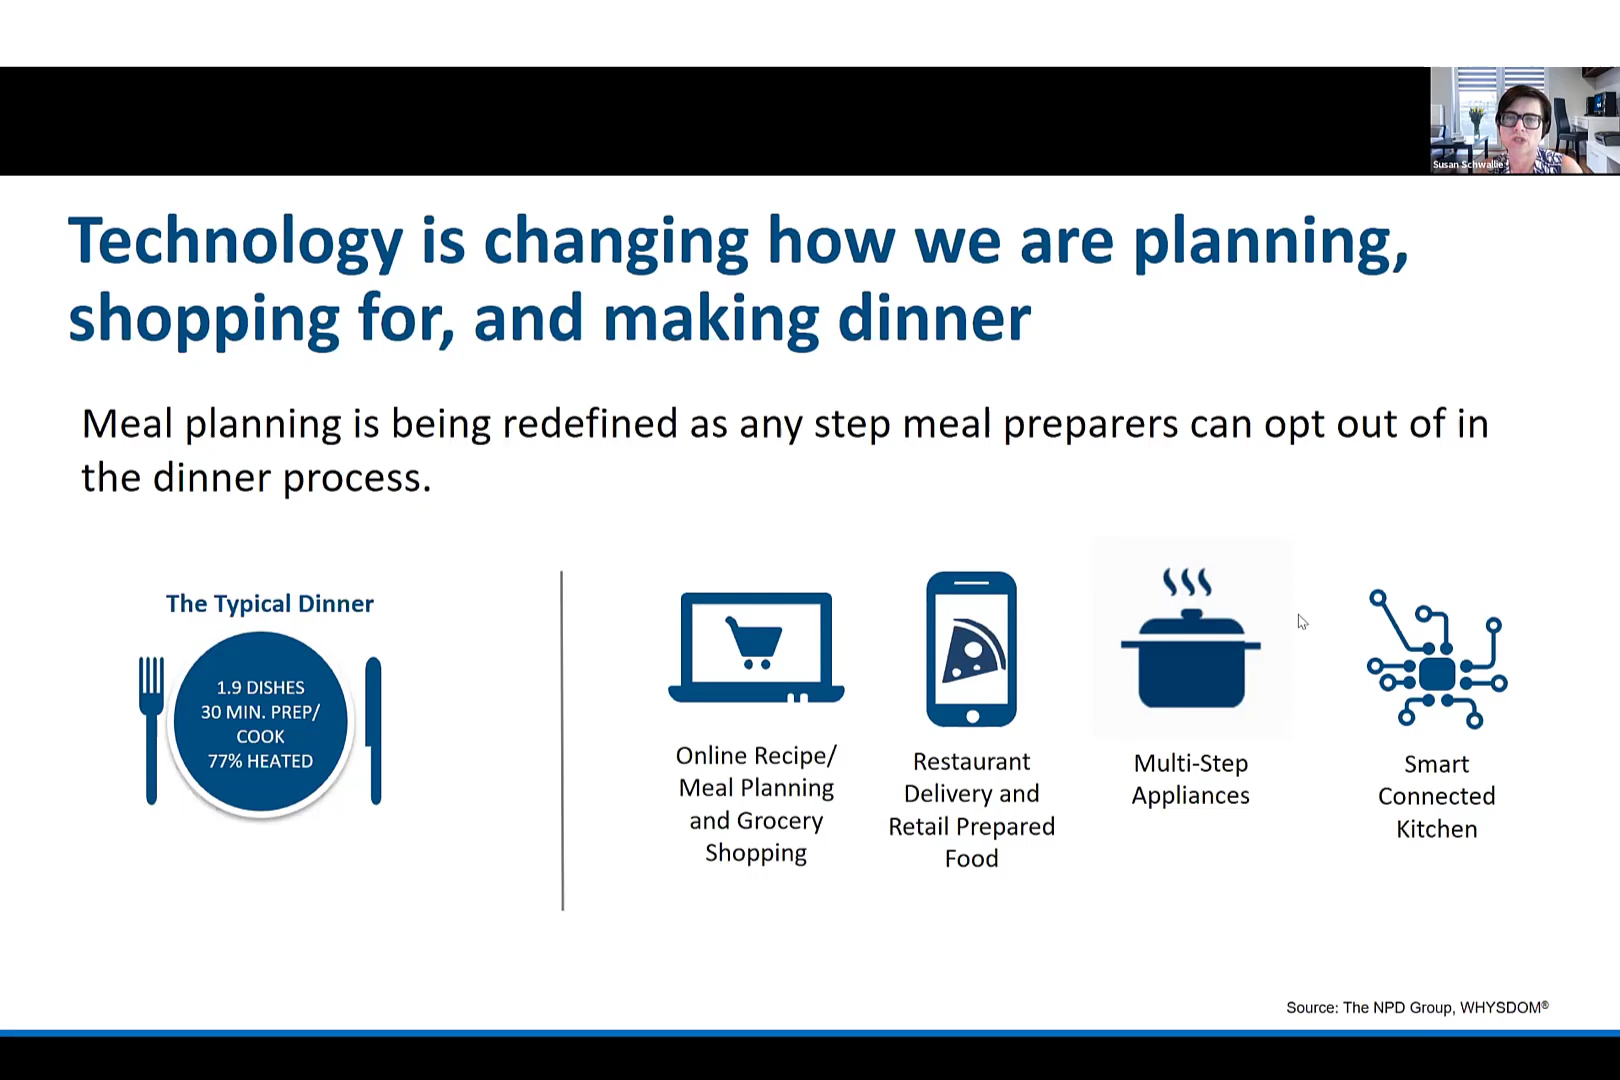 Susan Schwallie
Technology is changing how we are planning,
shopping for, and making dinner
Meal planning is being redefined as any step meal preparers can opt out of in
the dinner process.
The Typical Dinner
1.9 DISHES
30 MIN. PREP/
COOK
77% HEATED
Online Recipe/
Meal Planning
and Grocery
Shopping
Restaurant
Delivery and
Retail Prepared
Food
Multi-Step
Appliances
Smart
Connected
Kitchen
Source: The NPD Group, WHYSDOM®